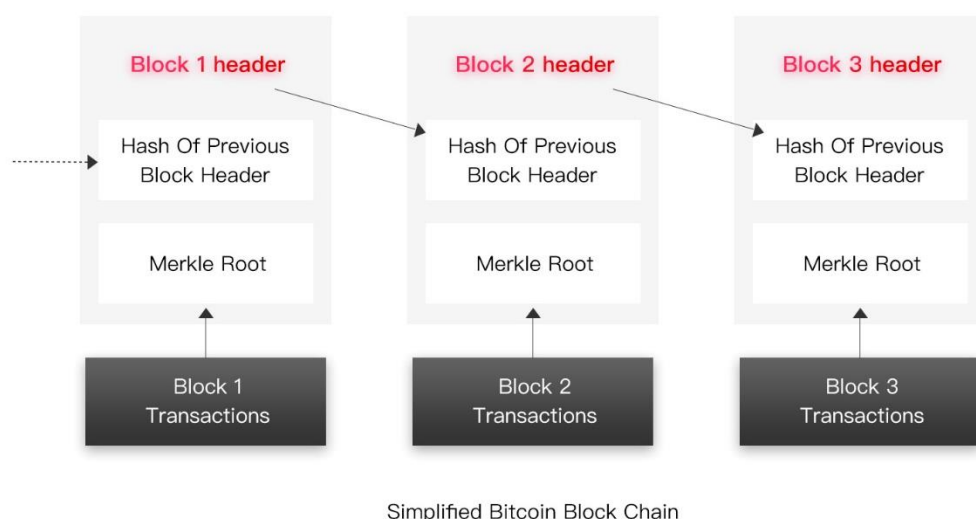 Block 1 header
Hash Of Previous
Block Header
Merkle Root
Block 1
Transactions
Block 2 header
Hash Of Previous
Block Header
Merkle Root
Block 2
Transactions
Block 3 header
Hash Of Previous
Block Header
Merkle Root
Block 3
Transactions
Simplified Bitcoin Block Chain